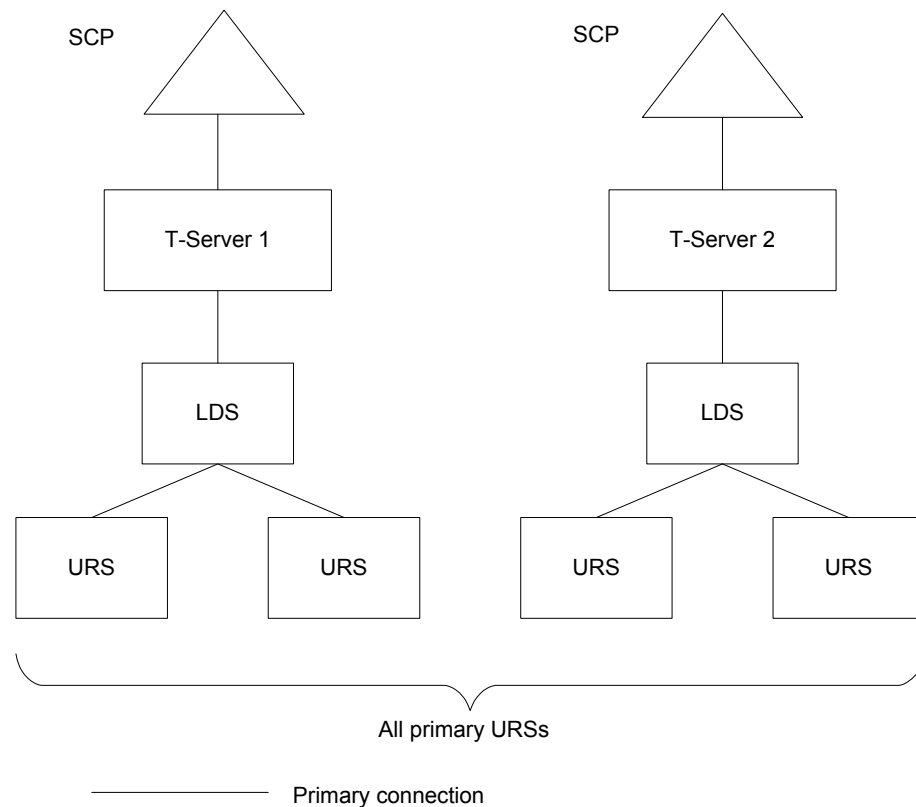 SCP
SCP
T-Server 1
T-Server 2
LDS
LDS
URS
URS
URS
URS
All primary URSs
Primary connection